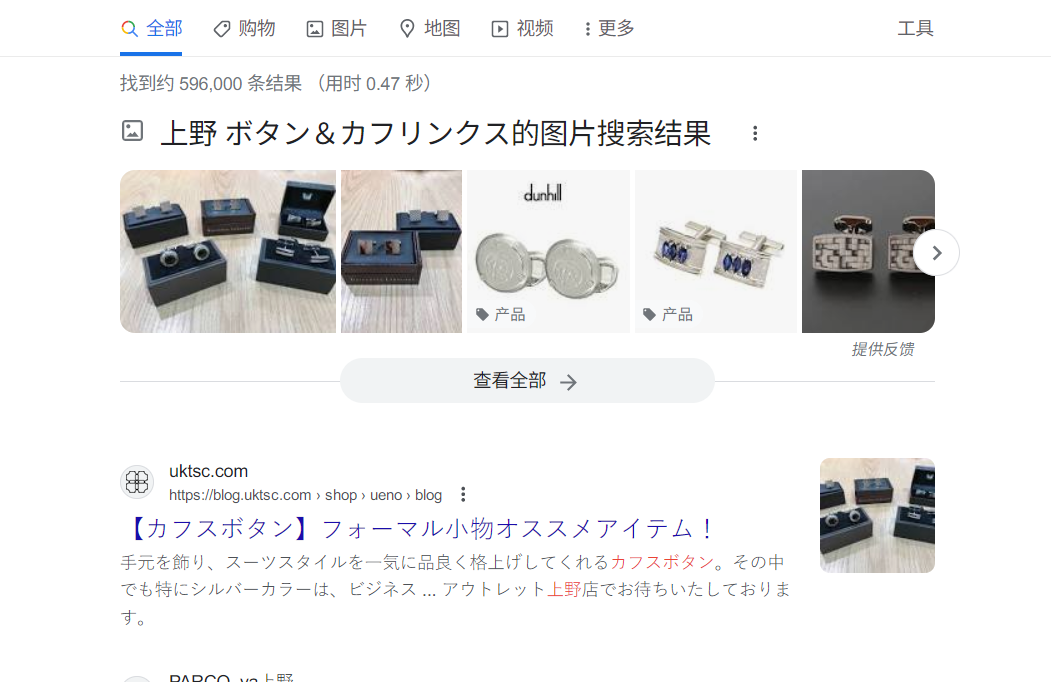 全部 购物 图片 地图 视频 更多 工具
找到约 596,000 条结果 （用时 0.47 秒）
上野 ボタン＆カフリンクス的图片搜索结果
dunhill
产品 产品
提供反馈
查看全部
uktsc.com
https://blog.uktsc.com › shop › ueno › blog
【カフスボタン】フォーマル小物オススメアイテム！
手元を飾り、スーツスタイルを一気に品良く格上げしてくれるカフスボタン。その中
でも特にシルバーカラーは、ビジネス ... アウトレット上野店でお待ちいたしておりま
す。
PARCO_ya上野